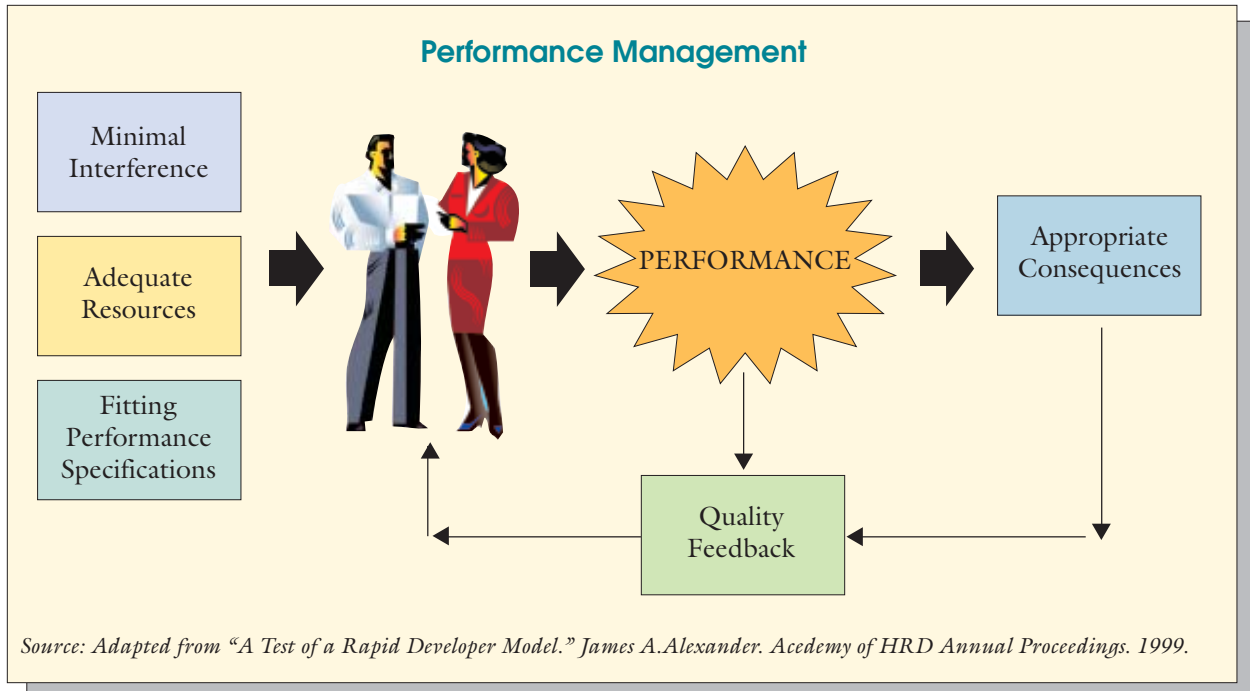 Performance Management
Minimal
Interference
Adequate
Resources
Fitting
Performance
Specifications
PERFORMANCE
Appropriate
Consequences
Quality
Feedback
Source: Adapted from “A Test of a Rapid Developer Model.” James A.Alexander. Acedemy of HRD Annual Proceedings. 1999.